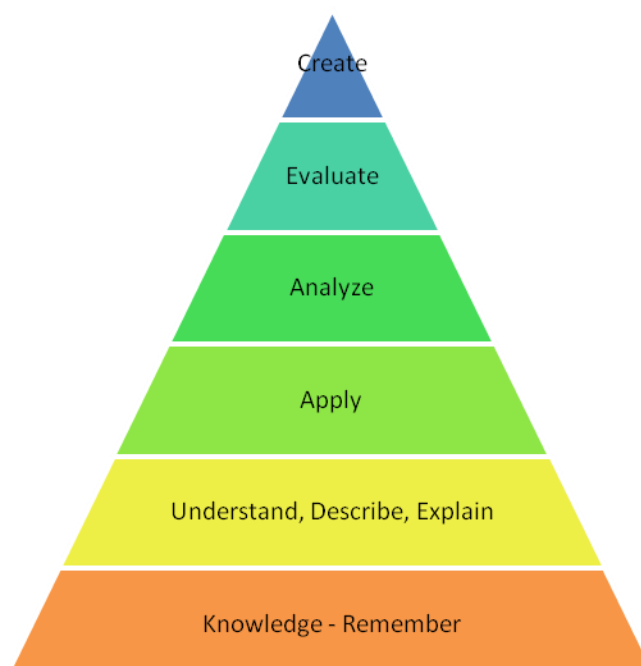 Create
Evaluate
Analyze
Apply
Understand, Describe, Explain
Knowledge - Remember